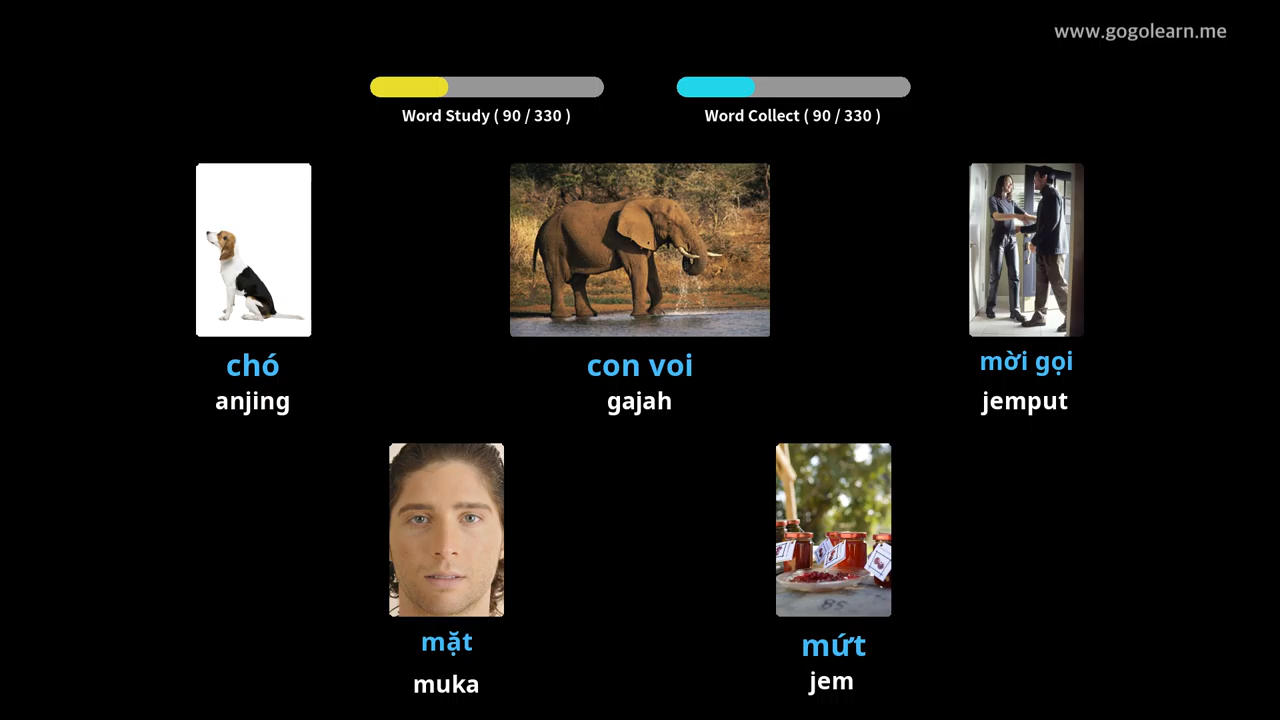 www.gogolearn.me
Word Study ( 90 / 330 )
Word Collect ( 90 / 330 )
chó
con voi
mời gọi
anjing
gajah
jemput
mặt
mứt
muka
jem